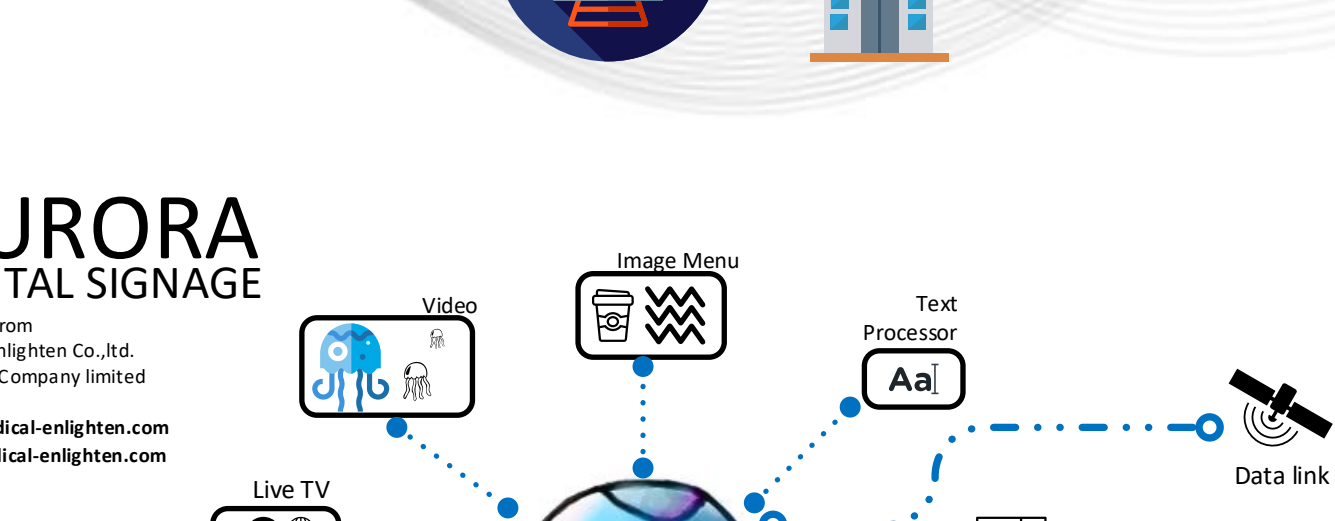 URORA
TAL SIGNAGE
rom
nlighten Co.,ltd.
Company limited
dical-enlighten.com
lical-enlighten.com
Image Menu
Video
Text
Processor
Aa
Data link
Live TV